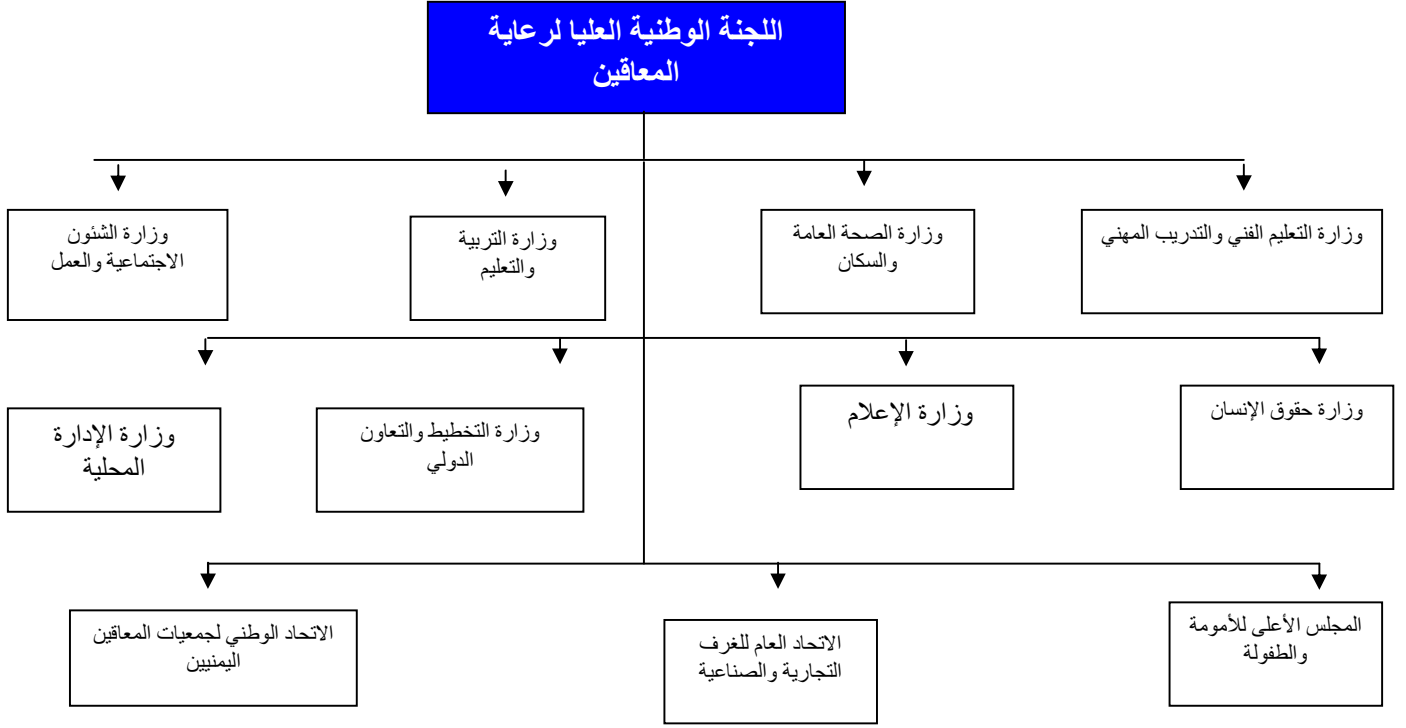 اللجنة الوطنية العليا لرعاية
المعاقين
وزارة التعليم الفني والتدريب المهني
وزارة الصحة العامة
والسكان
وزارة التربية
والتعليم
وزارة الشئون
الاجتماعية والعمل
وزارة حقوق الإنسان
وزارة الإعلام
وزارة التخطيط والتعاون
الدولي
وزارة الإدارة
المحلية
المجلس الأعلى للأمومة
والطفولة
الاتحاد العام للغرف
التجارية والصناعية
الاتحاد الوطني لجمعيات المعاقين
اليمنيين